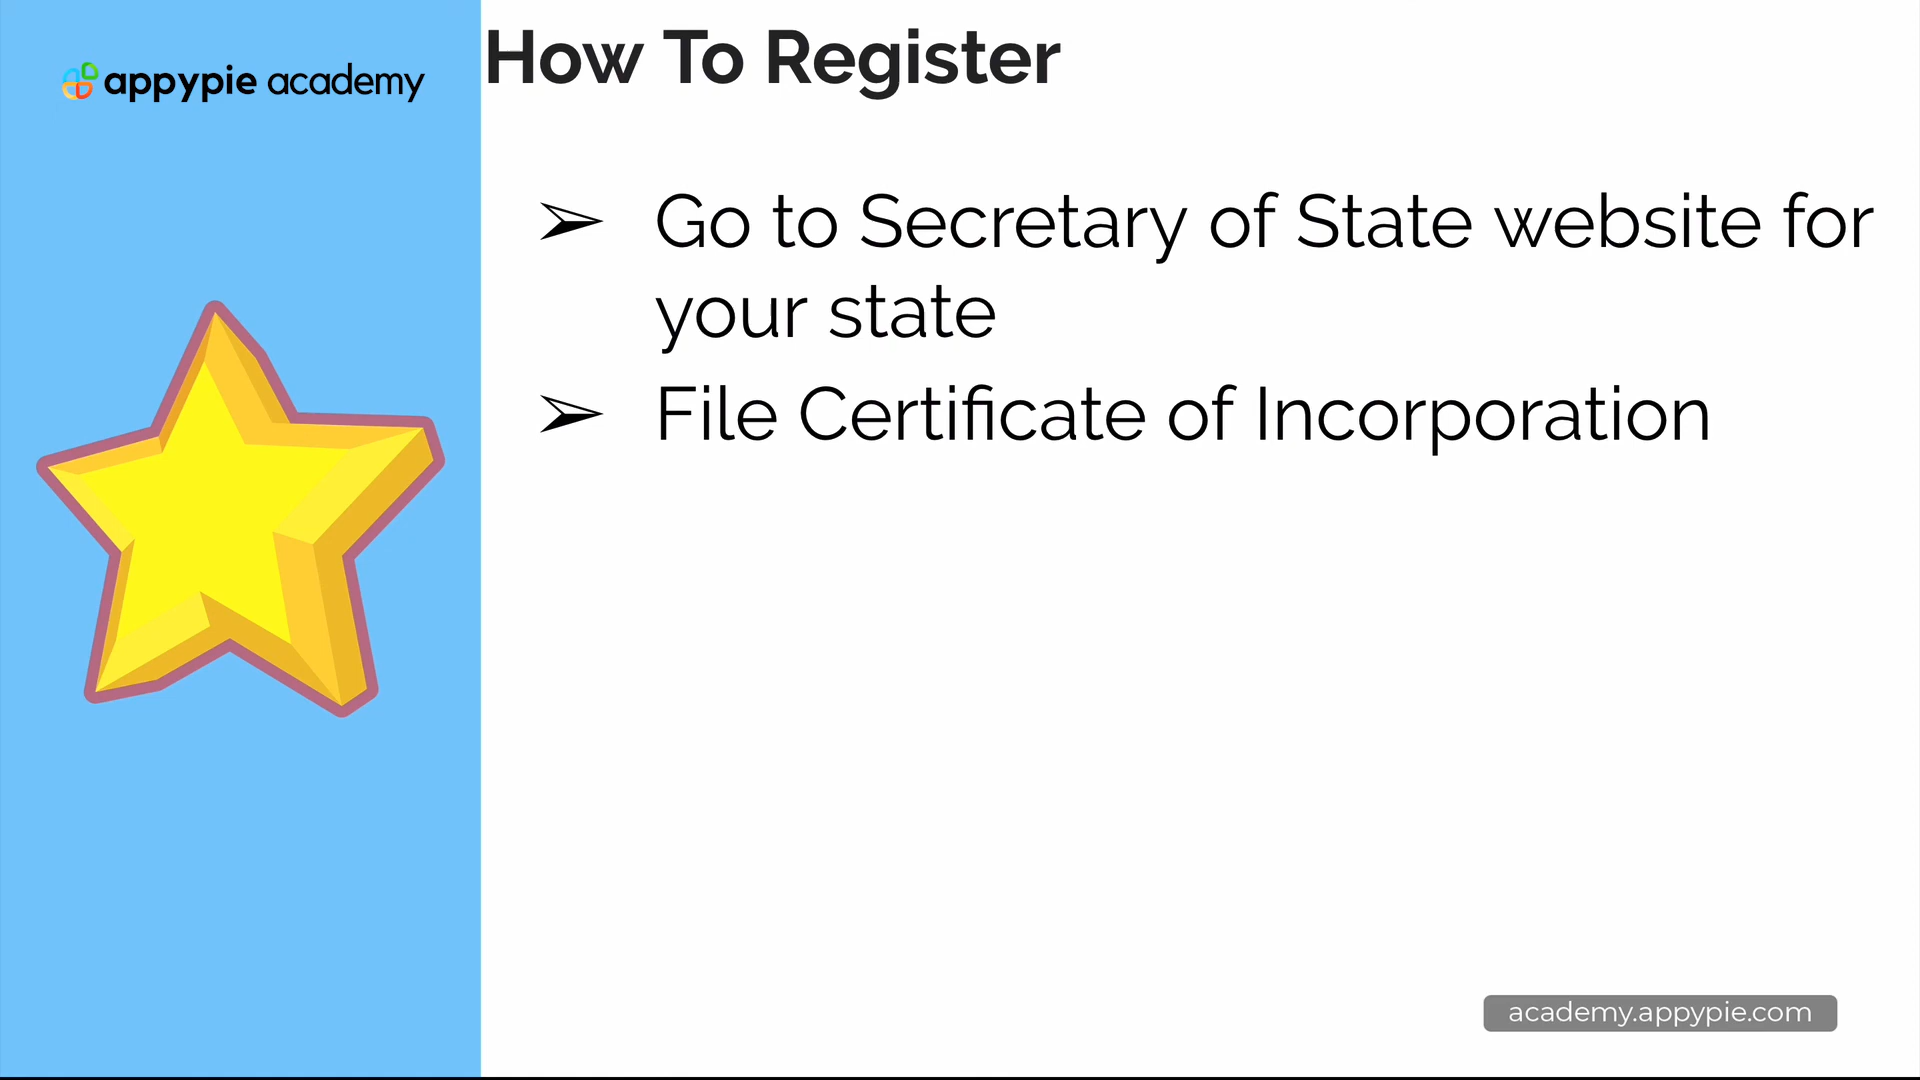 appypie academy
How To Register
➢ Go to Secretary of State website for
your state
➢ File Certificate of Incorporation
academy.appypie.com